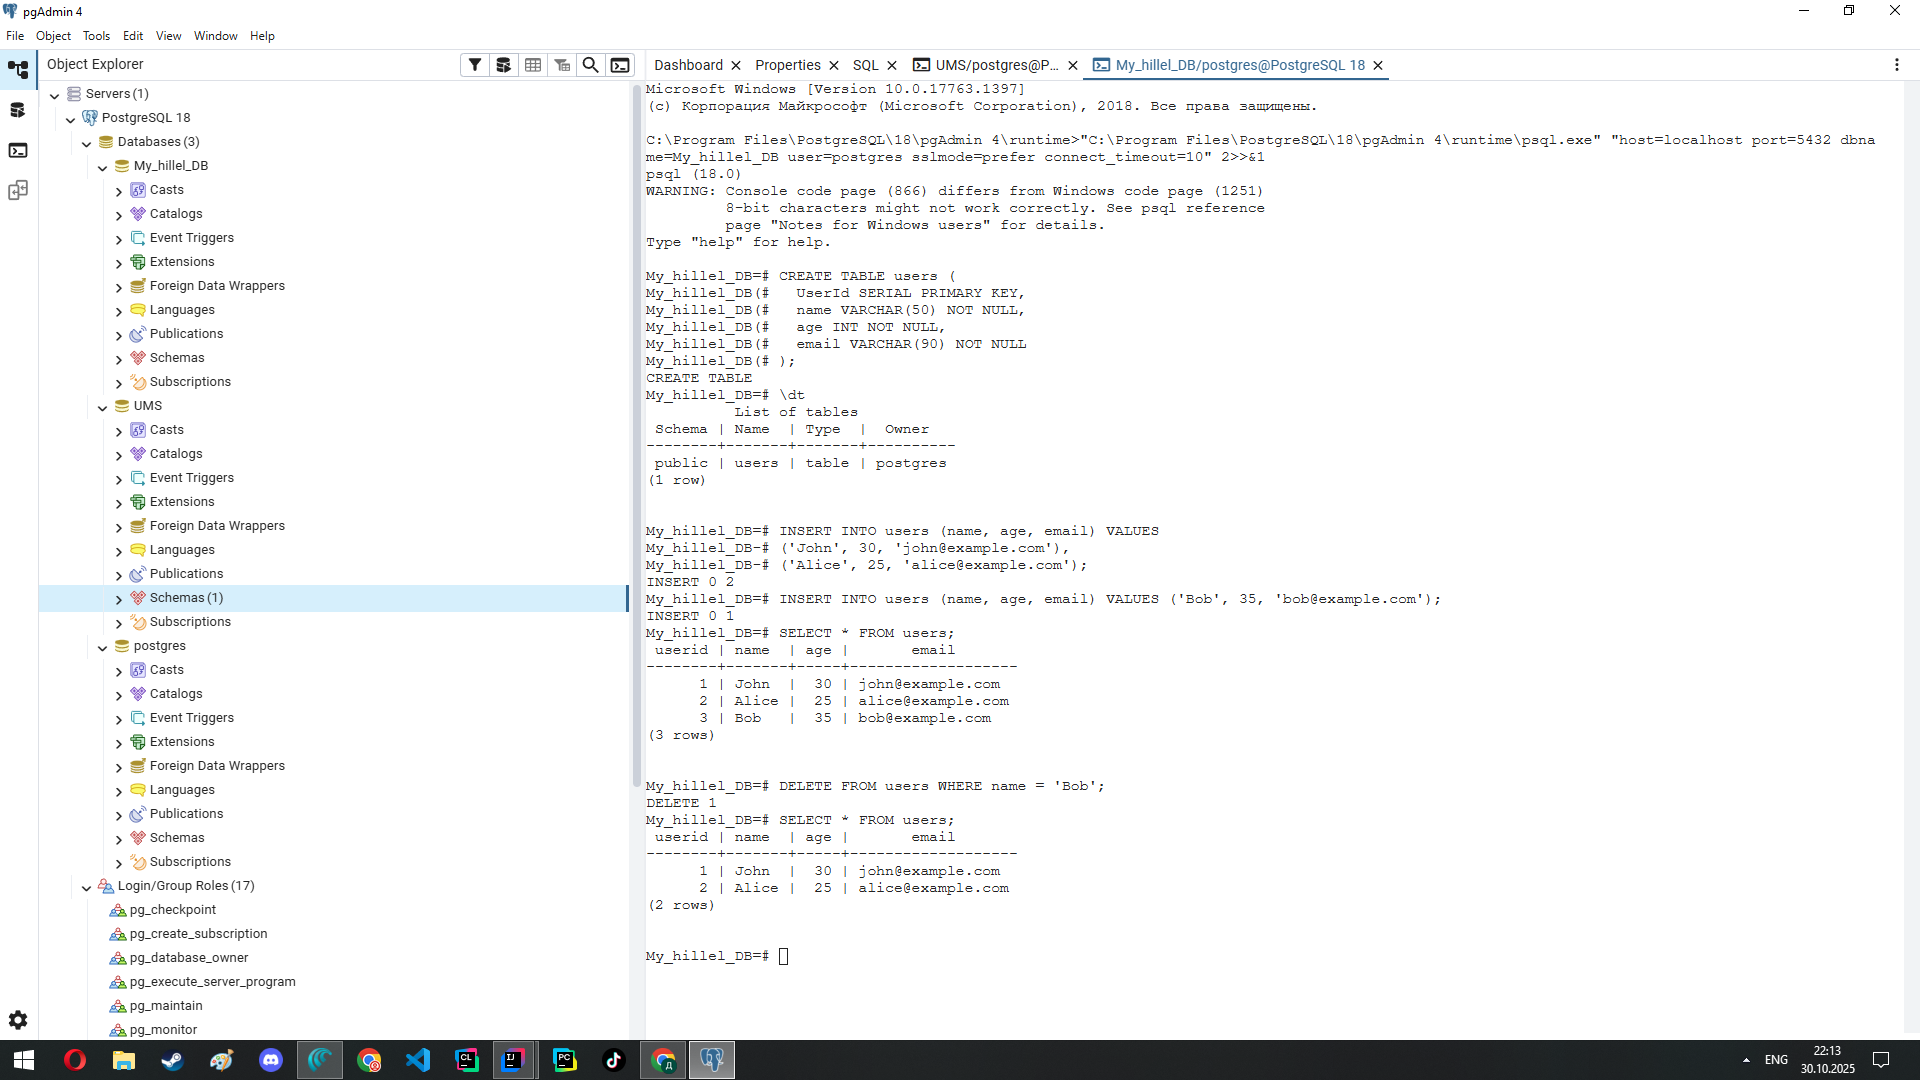 pgAdmin 4
File Object Tools Edit View Window Help
Object Explorer
Servers (1)
PostgreSQL 18
Databases (3)
My_hillel_DB
Casts
Catalogs
Event Triggers
Extensions
Foreign Data Wrappers
Languages
Publications
Schemas
Subscriptions
UMS
Casts
Catalogs
Event Triggers
Extensions
Foreign Data Wrappers
Languages
Publications
Schemas (1)
Subscriptions
postgres
Casts
Catalogs
Event Triggers
Extensions
Foreign Data Wrappers
Languages
Publications
Schemas
Subscriptions
Login/Group Roles (17)
pg_checkpoint
pg_create_subscription
pg_database_owner
pg_execute_server_program
pg_maintain
pg_monitor
Dashboard Properties SQL UMS/postgres@P... My_hillel_DB/postgres@PostgreSQL 18
Microsoft Windows [Version 10.0.17763.1397]
(c) Корпорация Майкрософт (Microsoft Corporation), 2018. Все права защищены.
C:\Program Files\PostgreSQL\18\pgAdmin 4\runtime>"C:\Program Files\PostgreSQL\18\pgAdmin 4\runtime\psql.exe" "host=localhost port=5432 dbna
me=My_hillel_DB user=postgres sslmode=prefer connect_timeout=10" 2>>&1
psql (18.0)
WARNING: Console code page (866) differs from Windows code page (1251)
8-bit characters might not work correctly. See psql reference
page "Notes for Windows users" for details.
Type "help" for help.
My_hillel_DB=# CREATE TABLE users (
My_hillel_DB(#   UserId SERIAL PRIMARY KEY,
My_hillel_DB(#   name VARCHAR(50) NOT NULL,
My_hillel_DB(#   age INT NOT NULL,
My_hillel_DB(#   email VARCHAR(90) NOT NULL
My_hillel_DB(# );
CREATE TABLE
My_hillel_DB=# \dt
List of tables
Schema | Name  | Type  |  Owner
--------+-------+-------+----------
public | users | table | postgres
(1 row)
My_hillel_DB=# INSERT INTO users (name, age, email) VALUES
My_hillel_DB-# ('John', 30, 'john@example.com'),
My_hillel_DB-# ('Alice', 25, 'alice@example.com');
INSERT 0 2
My_hillel_DB=# INSERT INTO users (name, age, email) VALUES ('Bob', 35, 'bob@example.com');
INSERT 0 1
My_hillel_DB=# SELECT * FROM users;
userid | name  | age |       email
--------+-------+-----+-------------------
1 | John  |  30 | john@example.com
2 | Alice |  25 | alice@example.com
3 | Bob   |  35 | bob@example.com
(3 rows)
My_hillel_DB=# DELETE FROM users WHERE name = 'Bob';
DELETE 1
My_hillel_DB=# SELECT * FROM users;
userid | name  | age |       email
--------+-------+-----+-------------------
1 | John  |  30 | john@example.com
2 | Alice |  25 | alice@example.com
(2 rows)
My_hillel_DB=#
CL
IJ
PC
Д
ENG
22:13
30.10.2025